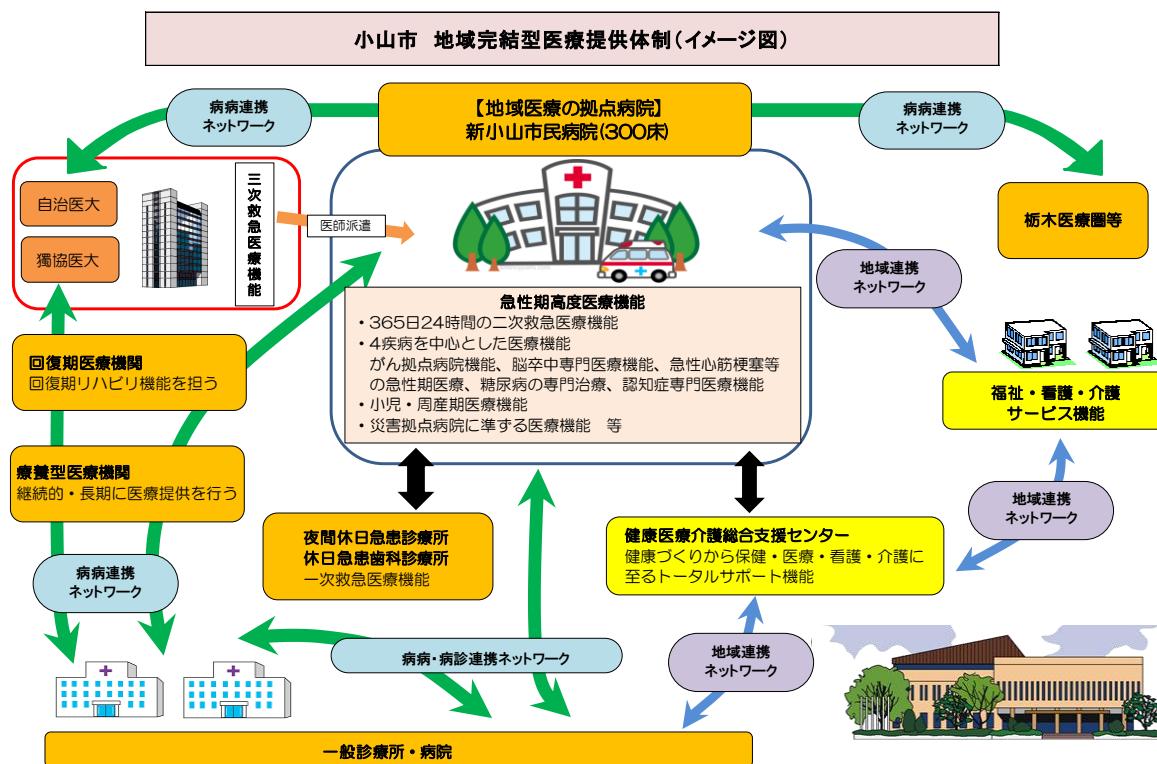 小山市 地域完結型医療提供体制(イメージ図)
病病連携
ネットワーク
【地域医療の拠点病院】
新小山市民病院(300床)
病病連携
ネットワーク
自治医大
獨協医大
三次救急医療機能
医師派遣
栃木医療圏等
地域連携
ネットワーク
急性期高度医療機能
・365日24時間の二次救急医療機能
・4疾病を中心とした医療機能
がん拠点病院機能、脳卒中専門医療機能、急性心筋梗塞等
の急性期医療、糖尿病の専門治療、認知症専門医療機能
・小児・周産期医療機能
・災害拠点病院に準ずる医療機能 等
回復期医療機関
回復期リハビリ機能を担う
福祉・看護・介護
サービス機能
療養型医療機関
継続的・長期に医療提供を行う
地域連携
ネットワーク
夜間休日急患診療所
休日急患歯科診療所
一次救急医療機能
健康医療介護総合支援センター
健康づくりから保健・医療・看護・介護に
至るトータルサポート機能
病病連携
ネットワーク
病病・病診連携ネットワーク
地域連携
ネットワーク
一般診療所・病院